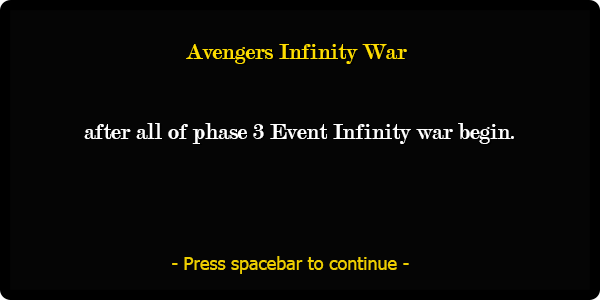 Avengers Infinity War
after all of phase 3 Event Infinity war begin.
- Press spacebar to continue -